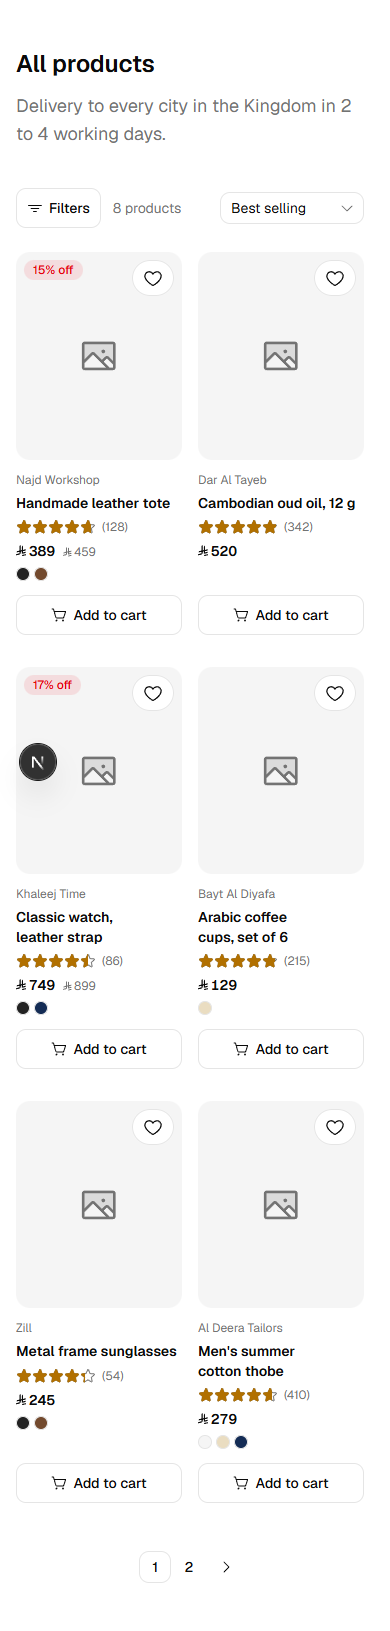 All products
Delivery to every city in the Kingdom in 2
to 4 working days.
Filters
8 products
Best selling
15% off
Najd Workshop
Handmade leather tote
(128)
⃁ 389 ⃁ 459
Add to cart
Dar Al Tayeb
Cambodian oud oil, 12 g
(342)
⃁ 520
Add to cart
17% off
N
Khaleej Time
Classic watch,
leather strap
(86)
⃁ 749 ⃁ 899
Add to cart
Bayt Al Diyafa
Arabic coffee
cups, set of 6
(215)
⃁ 129
Add to cart
Zill
Metal frame sunglasses
(54)
⃁ 245
Add to cart
Al Deera Tailors
Men's summer
cotton thobe
(410)
⃁ 279
Add to cart
1 2